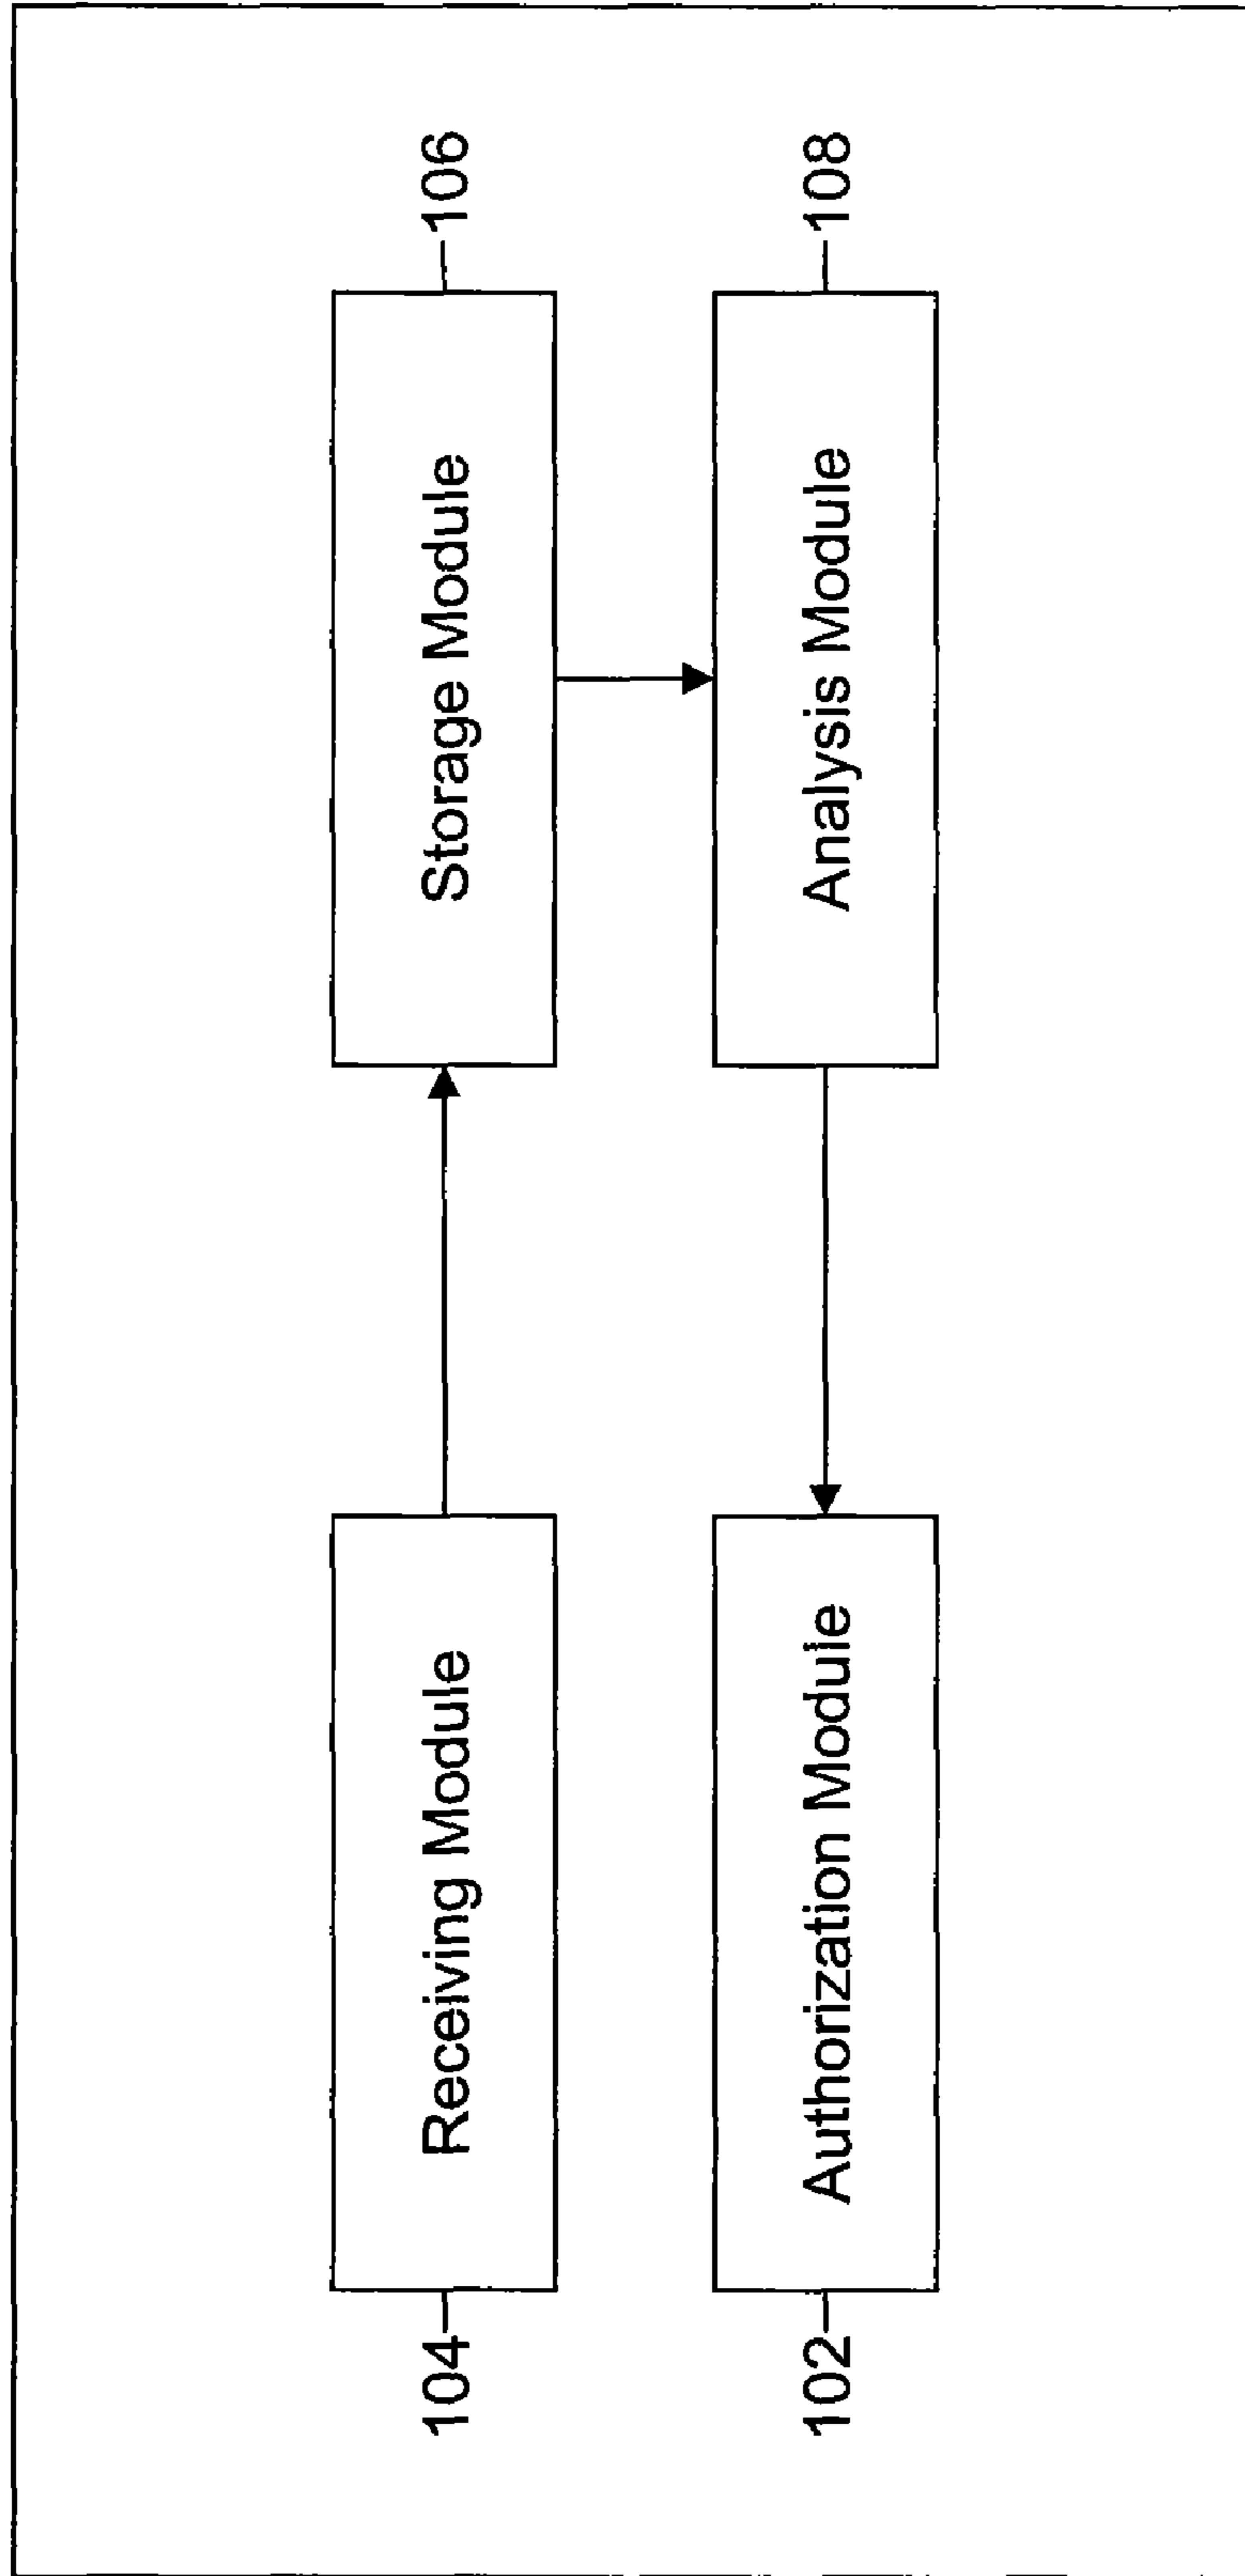 104
Receiving Module
Storage Module
106
102
Authorization Module
Analysis Module
108